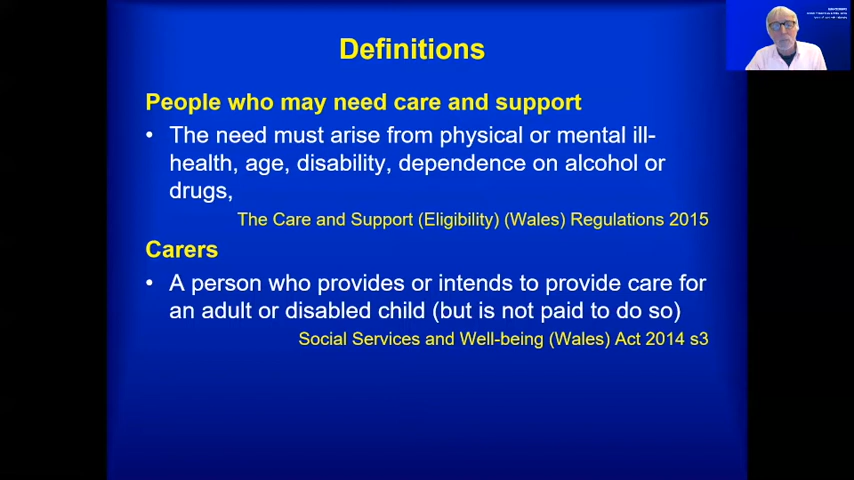 Definitions
People who may need care and support
• The need must arise from physical or mental ill-
health, age, disability, dependence on alcohol or
drugs,
The Care and Support (Eligibility) (Wales) Regulations 2015
Carers
• A person who provides or intends to provide care for
an adult or disabled child (but is not paid to do so)
Social Services and Well-being (Wales) Act 2014 s3